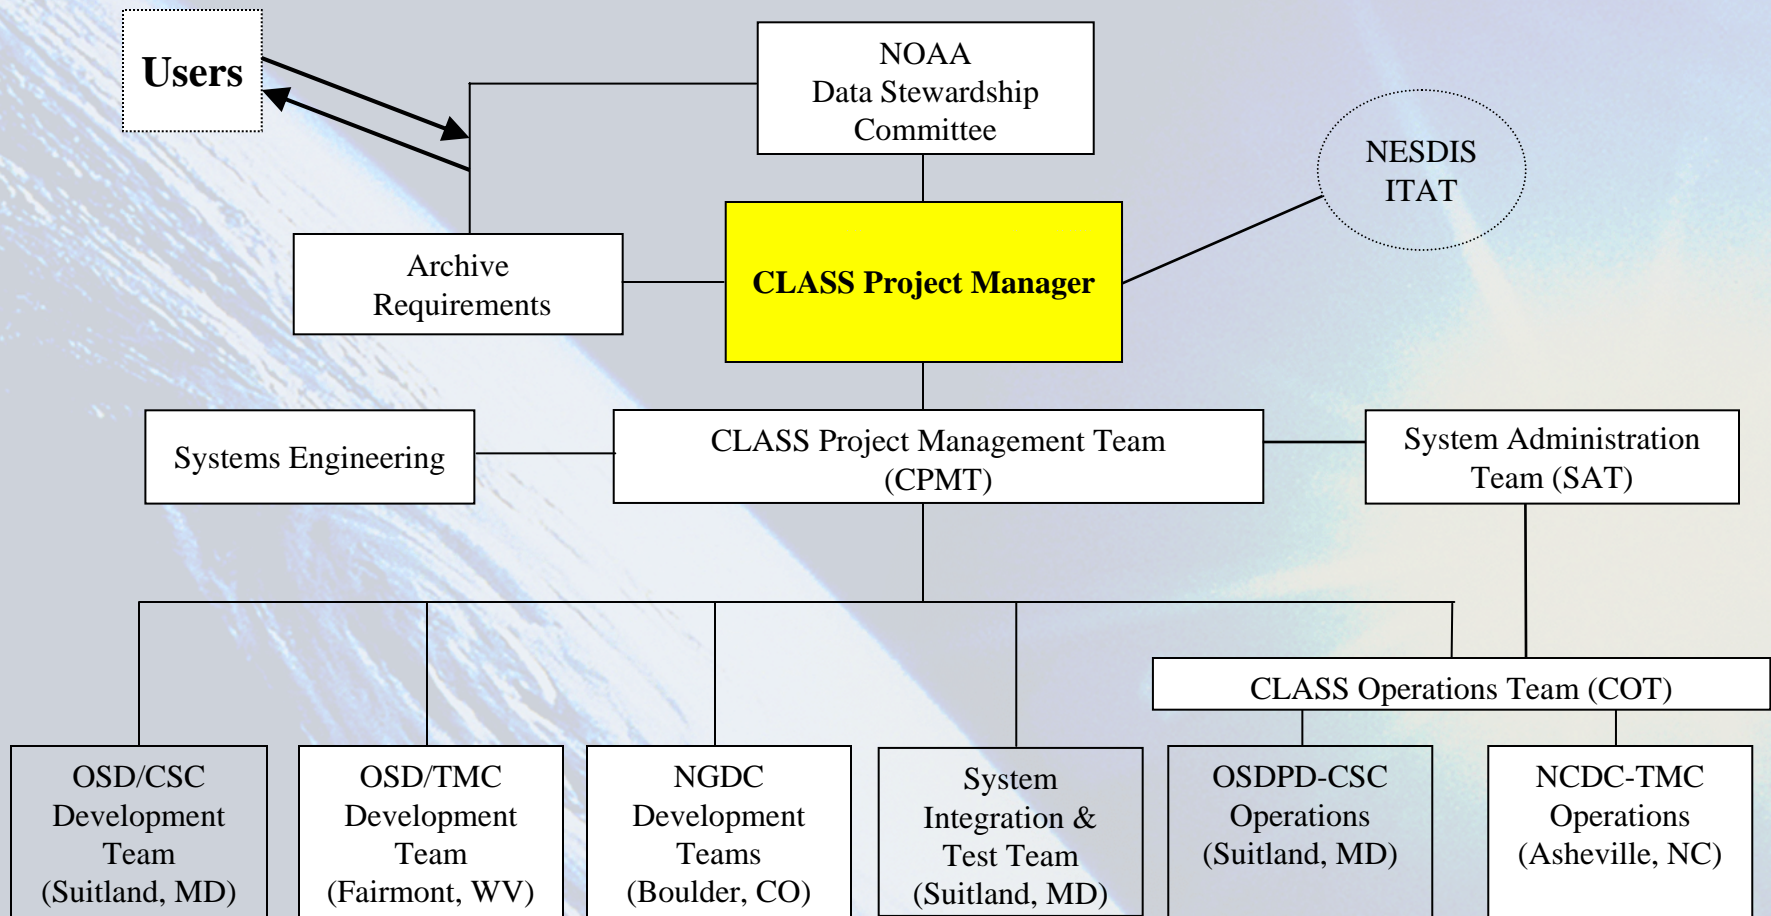 Users
NOAA
Data Stewardship
Committee
NESDIS
ITAT
Archive
Requirements
CLASS Project Manager
Systems Engineering
CLASS Project Management Team
(CPMT)
System Administration
Team (SAT)
CLASS Operations Team (COT)
OSD/CSC
Development
Team
(Suitland, MD)
OSD/TMC
Development
Team
(Fairmont, WV)
NGDC
Development
Teams
(Boulder, CO)
System
Integration &
Test Team
(Suitland, MD)
OSDPD-CSC
Operations
(Suitland, MD)
NCDC-TMC
Operations
(Asheville, NC)